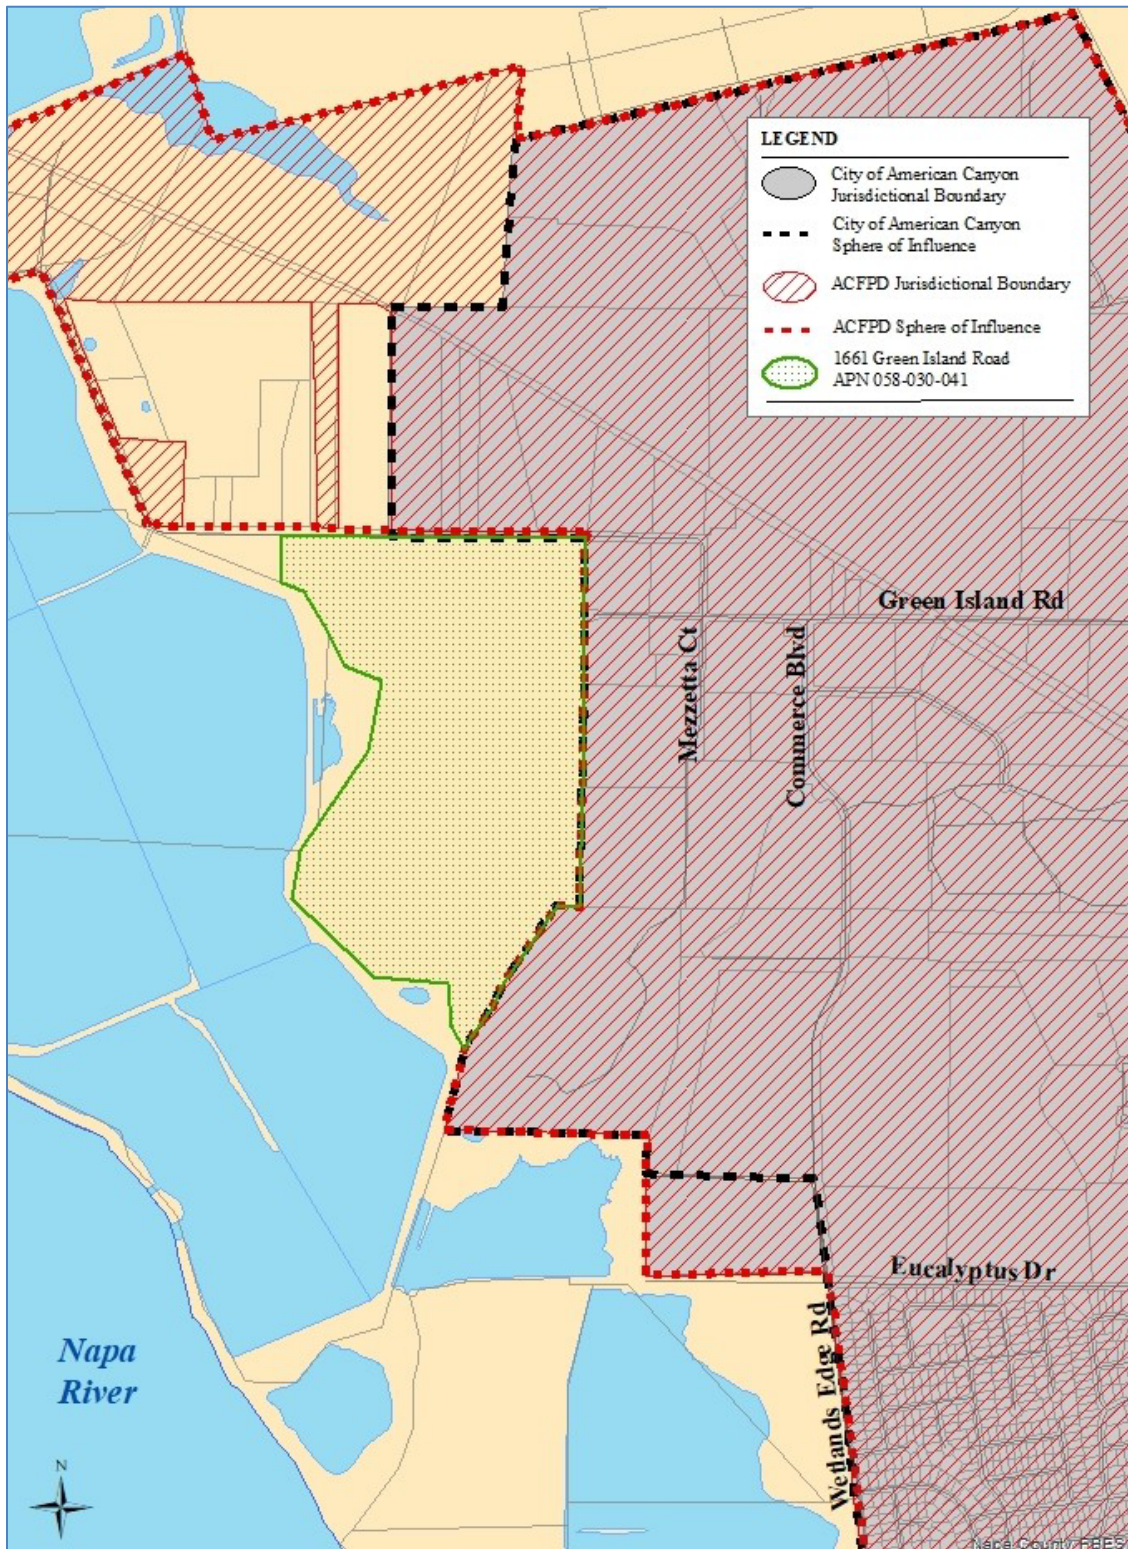 LEGEND
City of American Canyon
Jurisdictional Boundary
City of American Canyon
Sphere of Influence
ACFPD Jurisdictional Boundary
ACFPD Sphere of Influence
1661 Green Island Road
APN 058-030-041
Green Island Rd
Mezzetta Ct
Commerce Blvd
Eucalyptus Dr
Wetlands Edge Rd
Napa
River
N
Napa County PBES